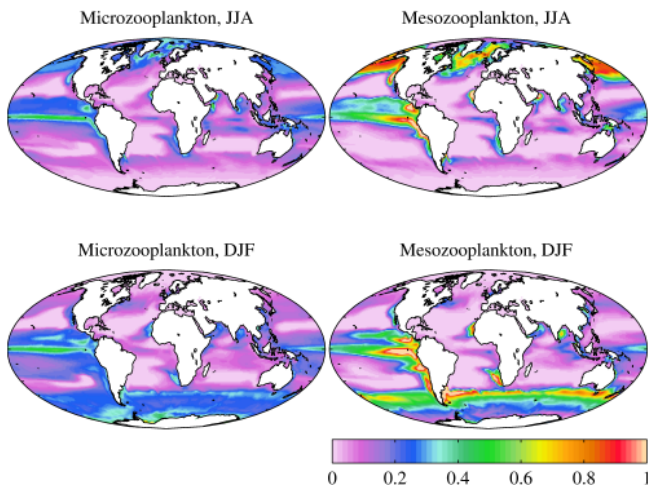 Microzooplankton, JJA
Mesozooplankton, JJA
Microzooplankton, DJF
Mesozooplankton, DJF
0 0.2 0.4 0.6 0.8 1